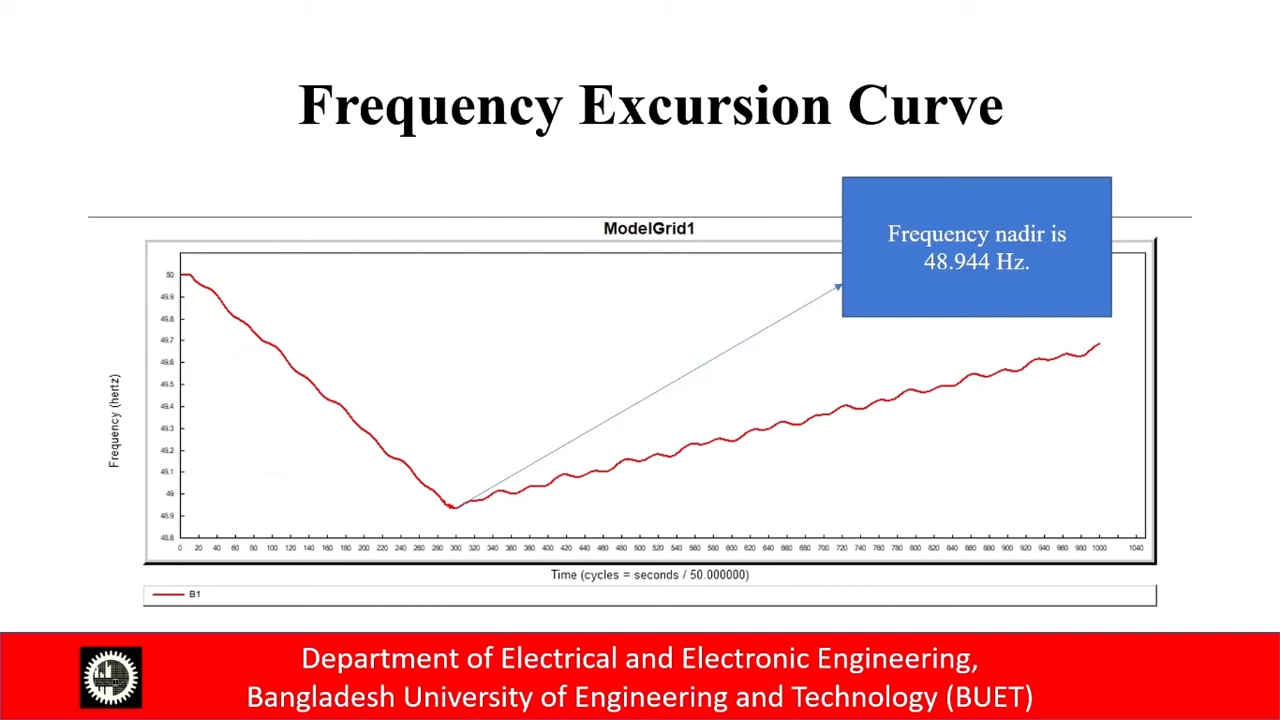 Frequency Excursion Curve
Frequency nadir is
48.944 Hz.
ModelGrid1
50
49.9
49.8
49.7
49.6
49.5
49.4
49.3
49.2
49.1
49
48.9
48.8
Frequency (hertz)
0 20 40 60 80 100 120 140 160 180 200 220 240 260 280 300 320 340 360 380 400 420 440 460 480 500 520 540 560 580 600 620 640 660 680 700 720 740 760 780 800 820 840 860 880 900 920 940 960 980 1000 1040
Time (cycles = seconds / 50.000000)
B1
Department of Electrical and Electronic Engineering,
Bangladesh University of Engineering and Technology (BUET)